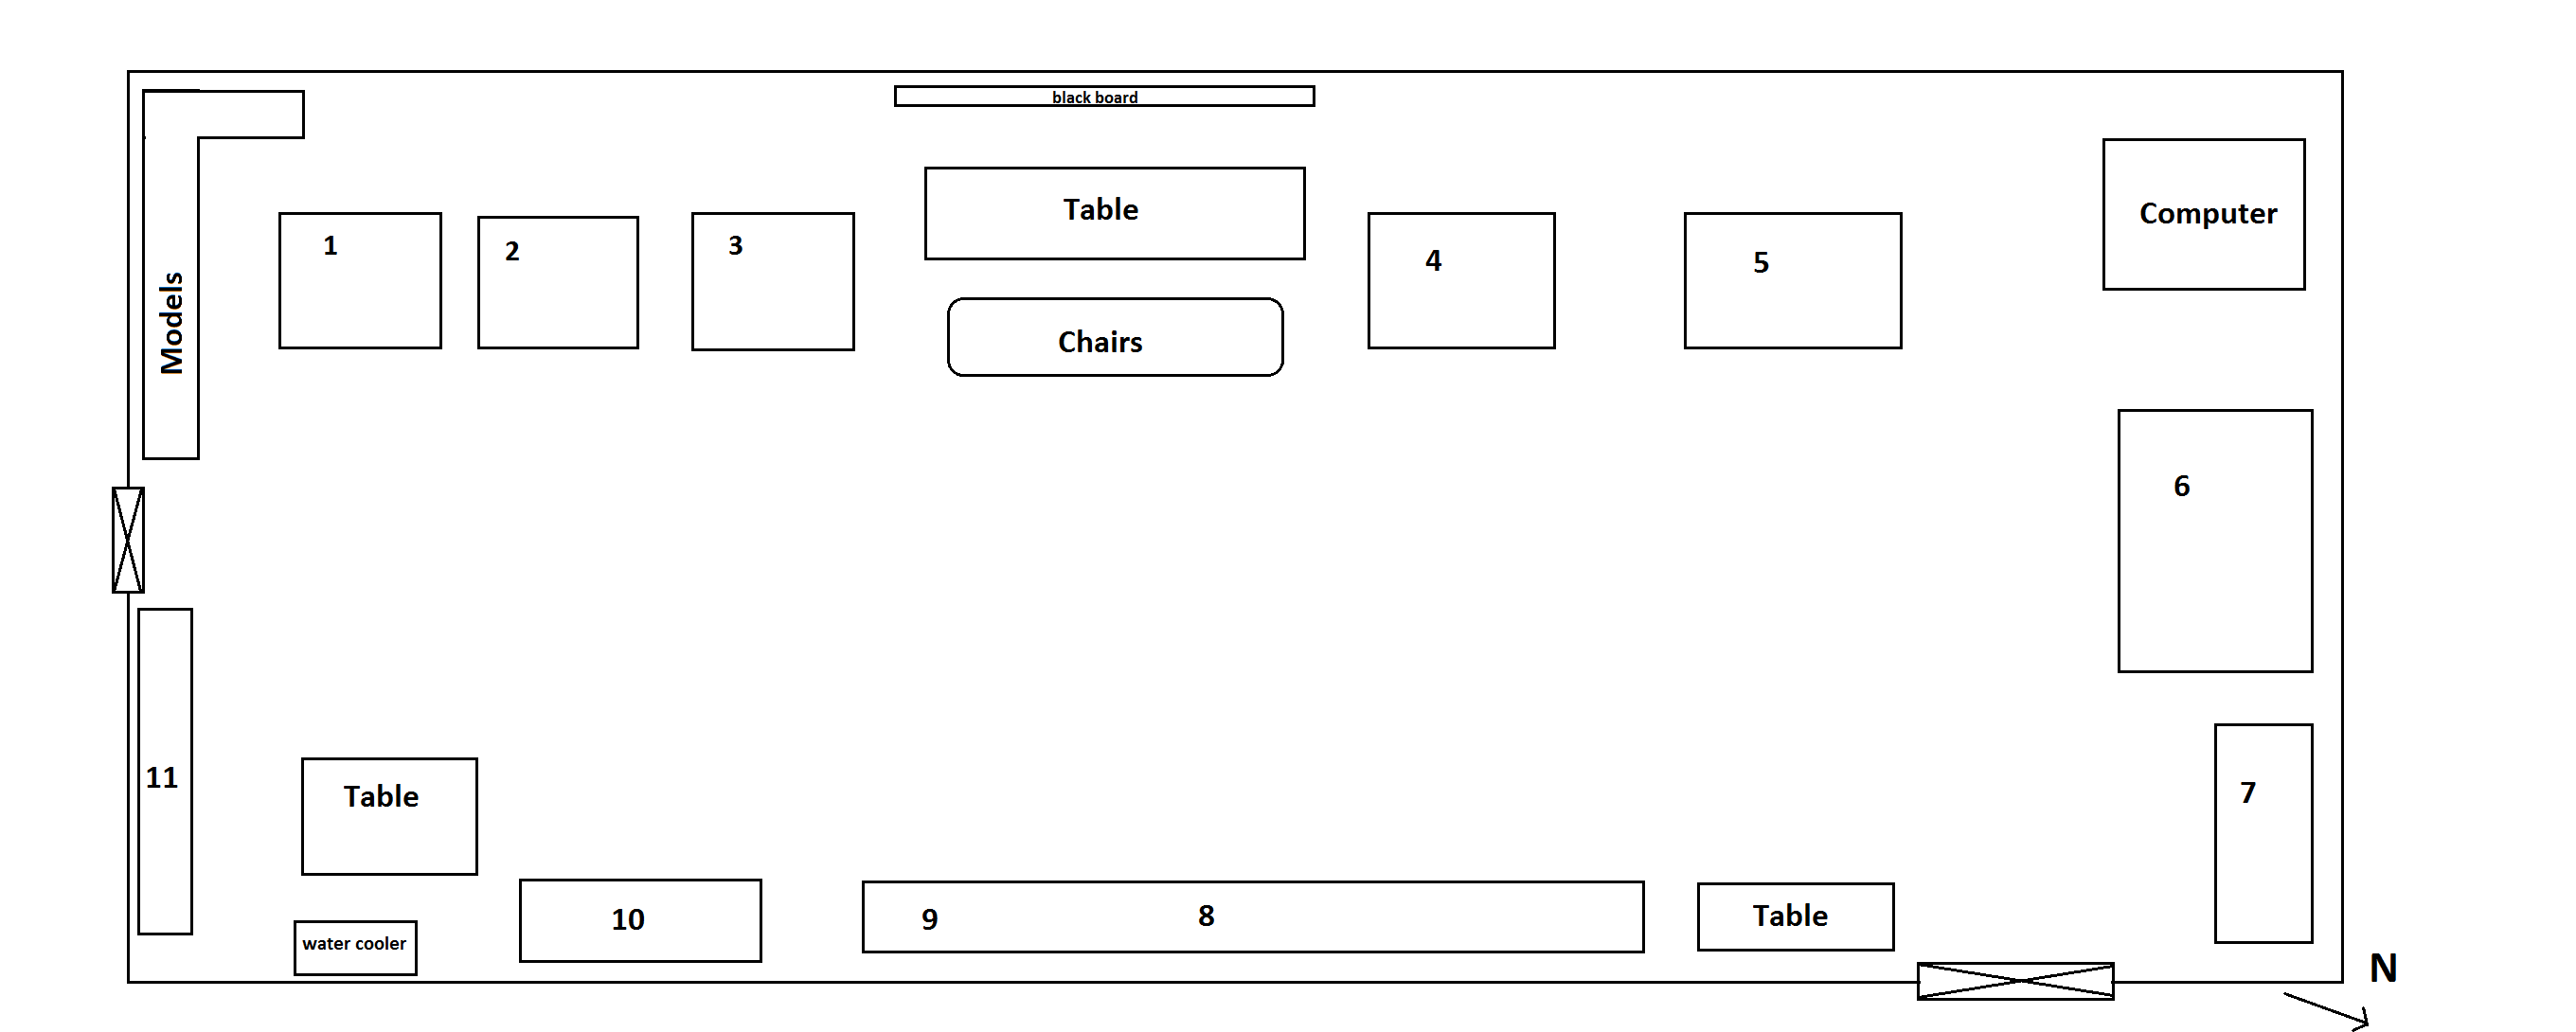 black board
Table
Computer
1
2
3
4
5
Models
Chairs
6
11
Table
7
10
9
8
Table
water cooler
N